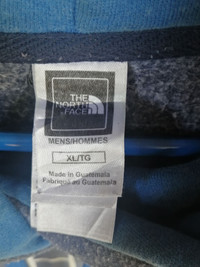 THE
NORTH
FACE
MENS/HOMMES
XL/TG
Made in Guatemala
Fabriqué au Guatemala